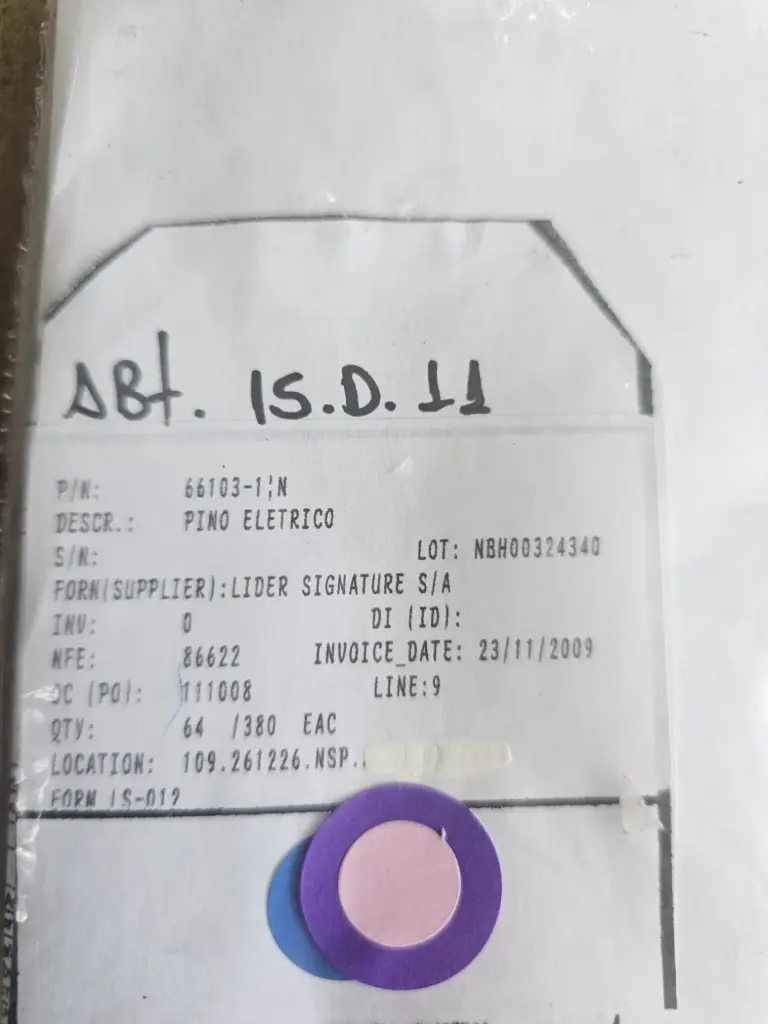 ABt. IS.D.11
P/N: 66103-1;N
DESCR.: PINO ELETRICO
S/N: LOT: NBH00324340
FORN(SUPPLIER):LIDER SIGNATURE S/A
INV: 0 DI (ID):
NFE: 86622 INVOICE_DATE: 23/11/2009
OC (PO): 111008 LINE:9
QTY: 64 /380 EAC
LOCATION: 109.261226.NSP.
FORM LS-012